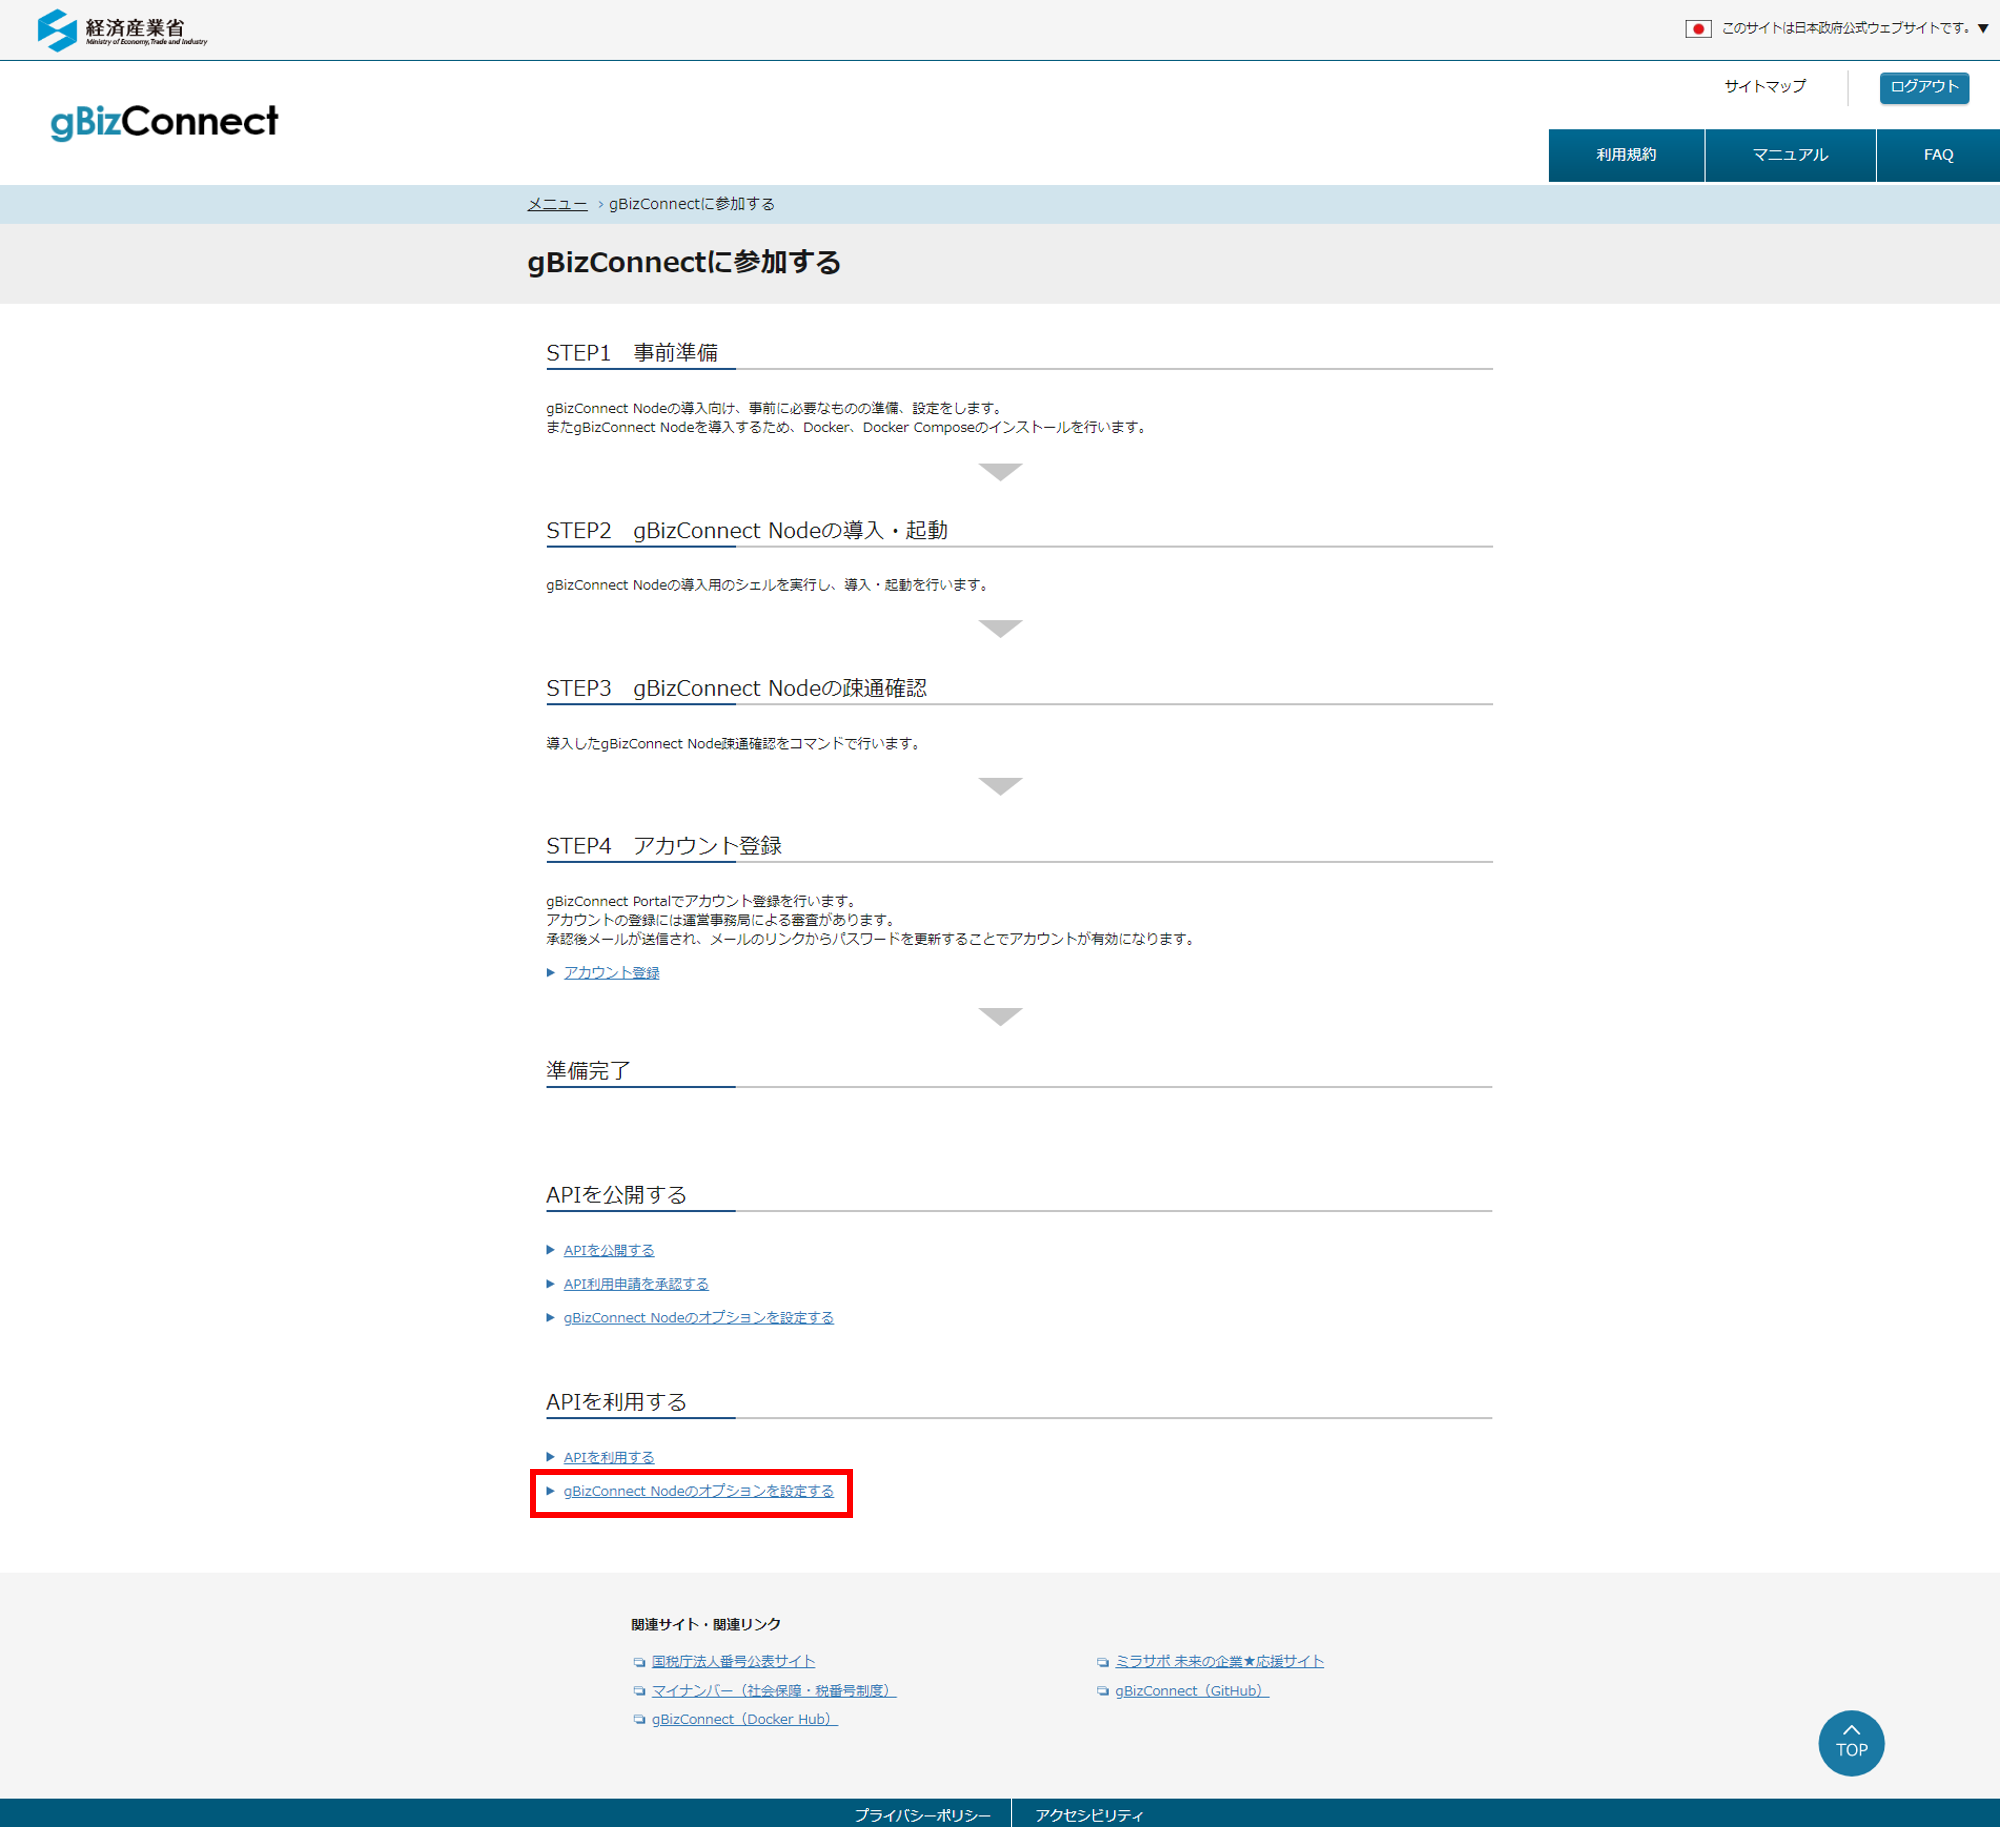 経済産業省
Ministry of Economy, Trade and Industry
このサイトは日本政府公式ウェブサイトです。▼
サイトマップ
ログアウト
gBizConnect
利用規約
マニュアル
FAQ
メニュー › gBizConnectに参加する
gBizConnectに参加する
STEP1　事前準備
gBizConnect Nodeの導入向け、事前に必要なものの準備、設定をします。
またgBizConnect Nodeを導入するため、Docker、Docker Composeのインストールを行います。
STEP2　gBizConnect Nodeの導入・起動
gBizConnect Nodeの導入用のシェルを実行し、導入・起動を行います。
STEP3　gBizConnect Nodeの疎通確認
導入したgBizConnect Node疎通確認をコマンドで行います。
STEP4　アカウント登録
gBizConnect Portalでアカウント登録を行います。
アカウントの登録には運営事務局による審査があります。
承認後メールが送信され、メールのリンクからパスワードを更新することでアカウントが有効になります。
アカウント登録
準備完了
APIを公開する
APIを公開する
API利用申請を承認する
gBizConnect Nodeのオプションを設定する
APIを利用する
APIを利用する
gBizConnect Nodeのオプションを設定する
関連サイト・関連リンク
国税庁法人番号公表サイト
ミラサポ 未来の企業★応援サイト
マイナンバー（社会保障・税番号制度）
gBizConnect（GitHub）
gBizConnect（Docker Hub）
TOP
プライバシーポリシー
アクセシビリティ